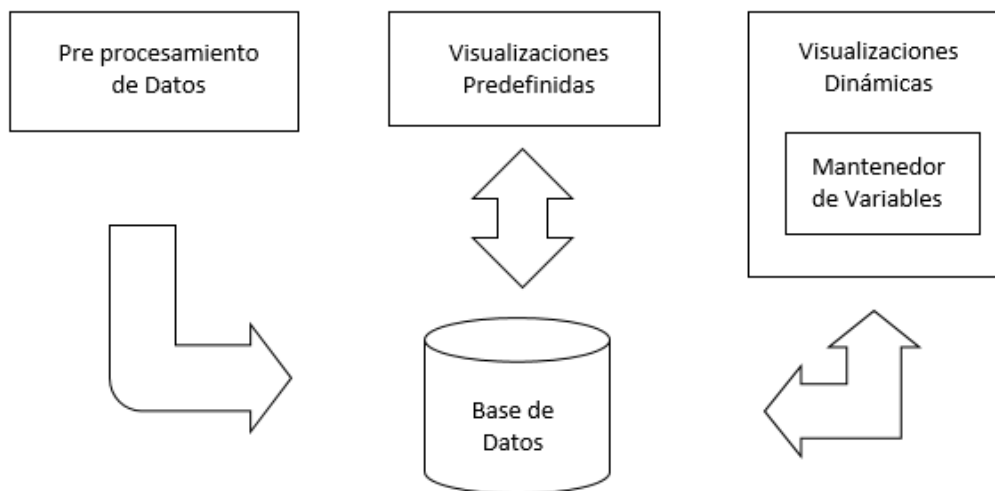 Pre procesamiento
de Datos
Visualizaciones
Predefinidas
Visualizaciones
Dinámicas
Mantenedor
de Variables
Base de
Datos